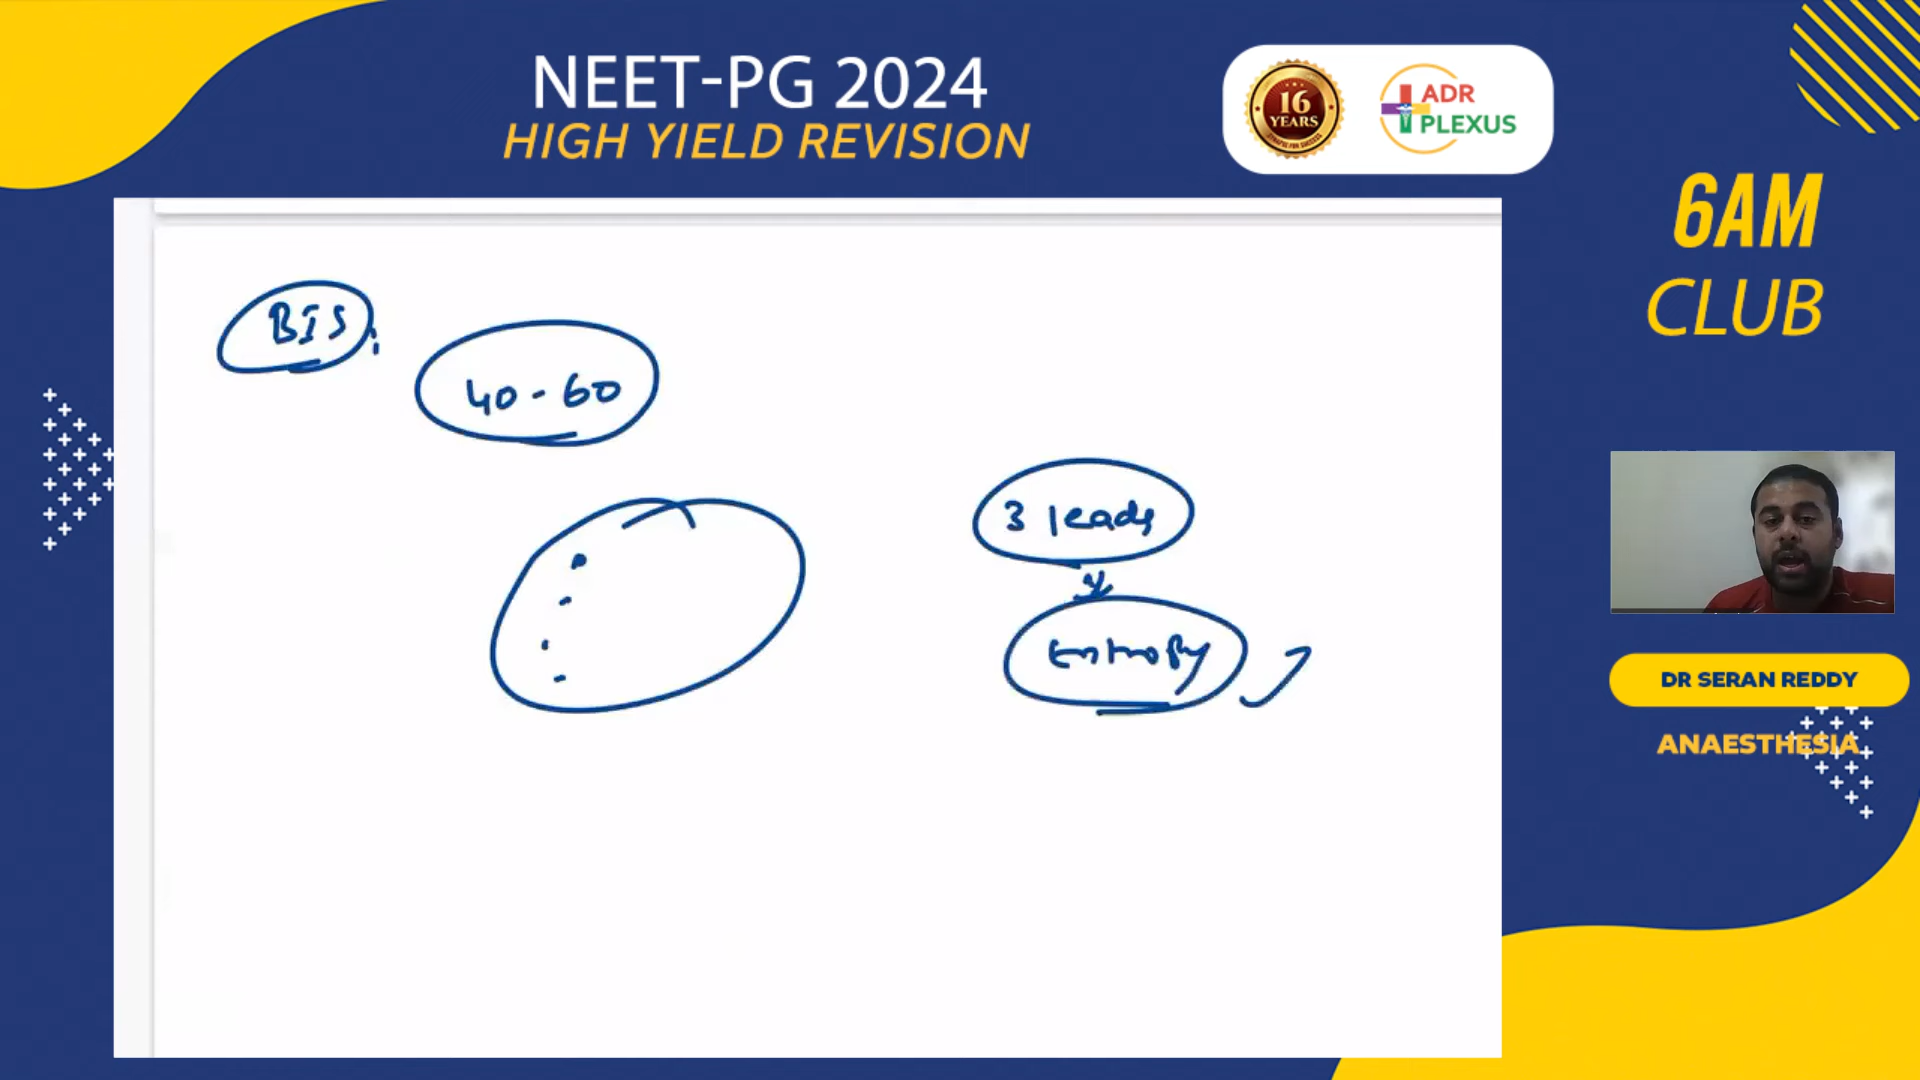 NEET-PG 2024
HIGH YIELD REVISION
16
YEARS
ADR
PLEXUS
6AM
CLUB
BIS:
40-60
3 leads
Entropy
DR SERAN REDDY
ANAESTHESIA